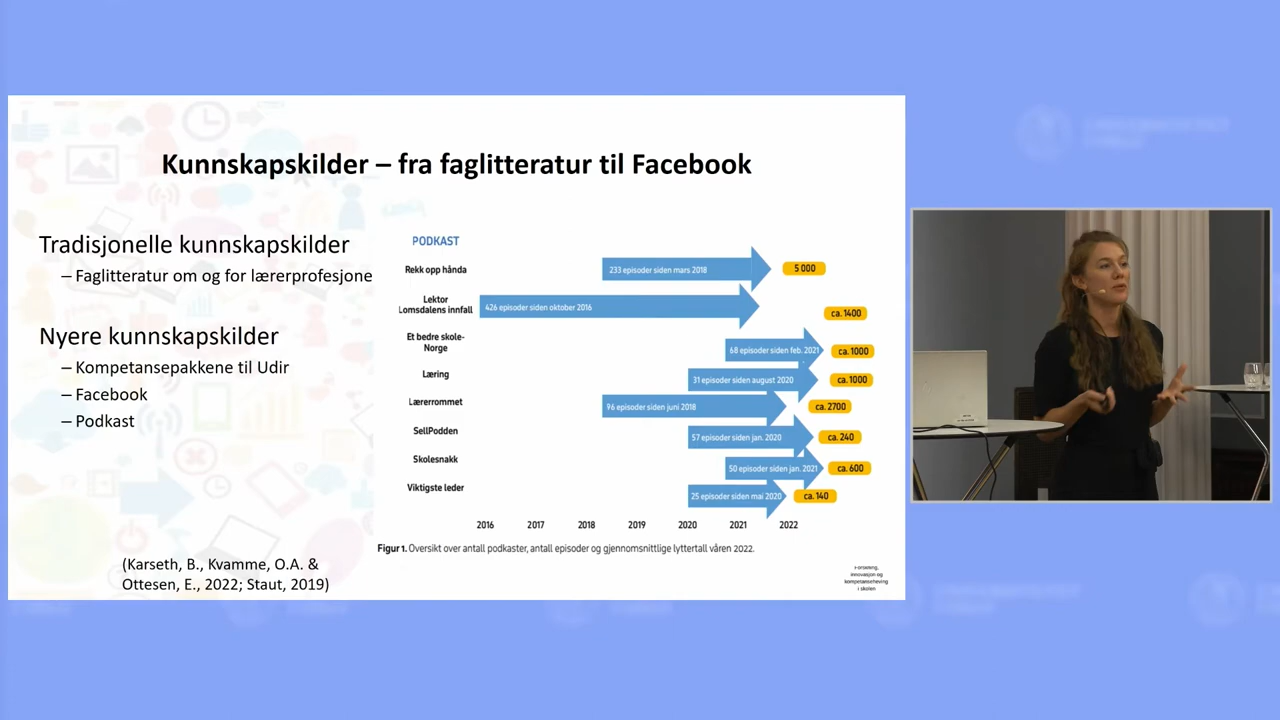 Kunnskapskilder – fra faglitteratur til Facebook
Tradisjonelle kunnskapskilder
– Faglitteratur om og for lærerprofesjone
Nyere kunnskapskilder
– Kompetansepakkene til Udir
– Facebook
– Podkast
(Karseth, B., Kvamme, O.A. &
Ottesen, E., 2022; Staut, 2019)
PODKAST
Rekk opp hånda
233 episoder siden mars 2018
5 000
Lektor
Lomsdalens innfall
426 episoder siden oktober 2016
ca. 1400
Et bedre skole-
Norge
68 episoder siden feb. 2021
ca. 1000
Læring
31 episoder siden august 2020
ca. 1000
Lærerrommet
96 episoder siden juni 2018
ca. 2700
SellPodden
57 episoder siden jan. 2020
ca. 240
Skolesnakk
50 episoder siden jan. 2021
ca. 600
Viktigste leder
25 episoder siden mai 2020
ca. 140
2016 2017 2018 2019 2020 2021 2022
Figur 1. Oversikt over antall podkaster, antall episoder og gjennomsnittlige lyttertall våren 2022.
Forskning,
innovasjon og
kompetanseheving
i skolen